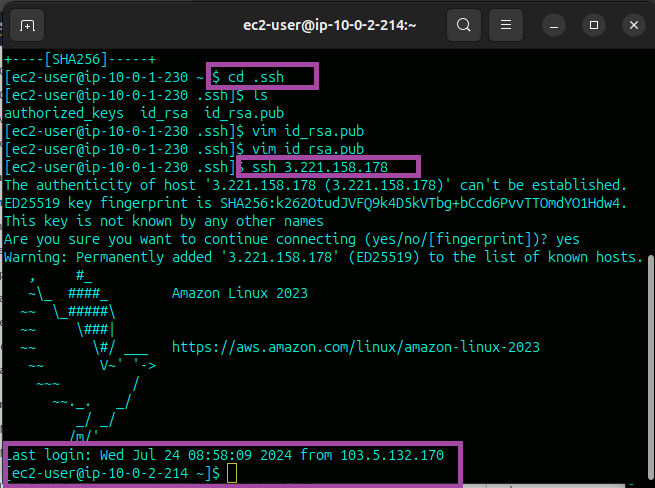 ec2-user@ip-10-0-2-214:~
+----[SHA256]-----+
[ec2-user@ip-10-0-1-230 ~]$ cd .ssh
[ec2-user@ip-10-0-1-230 .ssh]$ ls
authorized_keys  id_rsa  id_rsa.pub
[ec2-user@ip-10-0-1-230 .ssh]$ vim id_rsa.pub
[ec2-user@ip-10-0-1-230 .ssh]$ vim id_rsa.pub
[ec2-user@ip-10-0-1-230 .ssh]$ ssh 3.221.158.178
The authenticity of host '3.221.158.178 (3.221.158.178)' can't be established.
ED25519 key fingerprint is SHA256:k262OtudJVFQ9k4D5kVTbg+bCcd6PvvTTOmdYO1Hdw4.
This key is not known by any other names
Are you sure you want to continue connecting (yes/no/[fingerprint])? yes
Warning: Permanently added '3.221.158.178' (ED25519) to the list of known hosts.
   ,     #_
   ~\_  ####_        Amazon Linux 2023
  ~~  \_#####\
  ~~     \###|
  ~~       \#/ ___   https://aws.amazon.com/linux/amazon-linux-2023
   ~~       V~' '->
    ~~~         /
      ~~._.   _/
         _/ _/
       _/m/'
Last login: Wed Jul 24 08:58:09 2024 from 103.5.132.170
[ec2-user@ip-10-0-2-214 ~]$